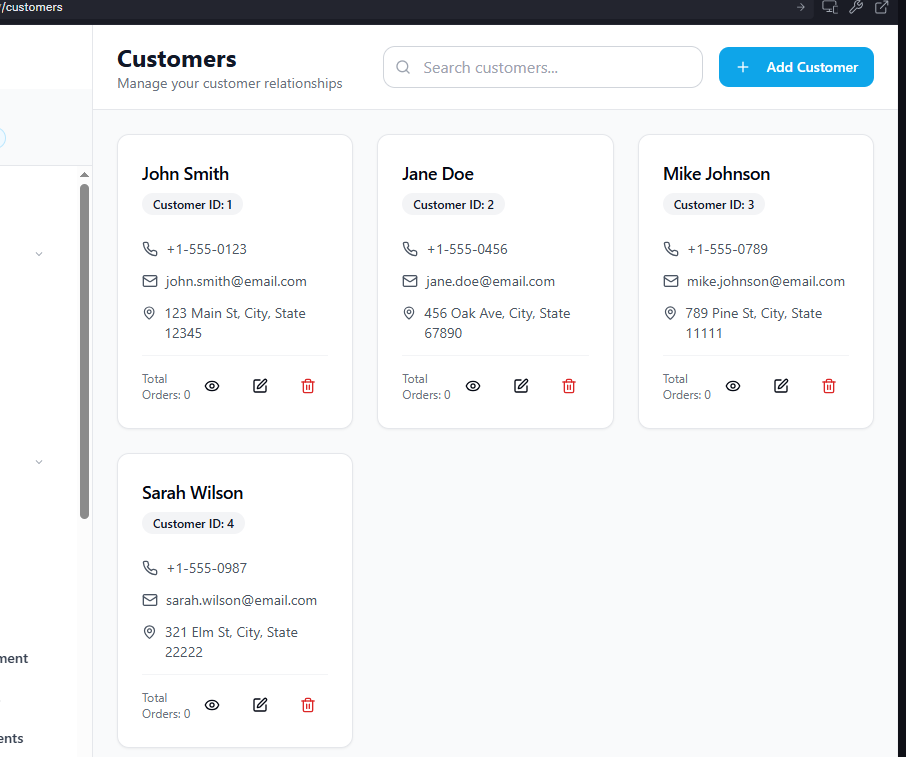 /customers
Customers
Manage your customer relationships
Search customers...
Add Customer
John Smith
Customer ID: 1
+1-555-0123
john.smith@email.com
123 Main St, City, State
12345
Total
Orders: 0
Jane Doe
Customer ID: 2
+1-555-0456
jane.doe@email.com
456 Oak Ave, City, State
67890
Total
Orders: 0
Mike Johnson
Customer ID: 3
+1-555-0789
mike.johnson@email.com
789 Pine St, City, State
11111
Total
Orders: 0
Sarah Wilson
Customer ID: 4
+1-555-0987
sarah.wilson@email.com
321 Elm St, City, State
22222
Total
Orders: 0
ment
ents